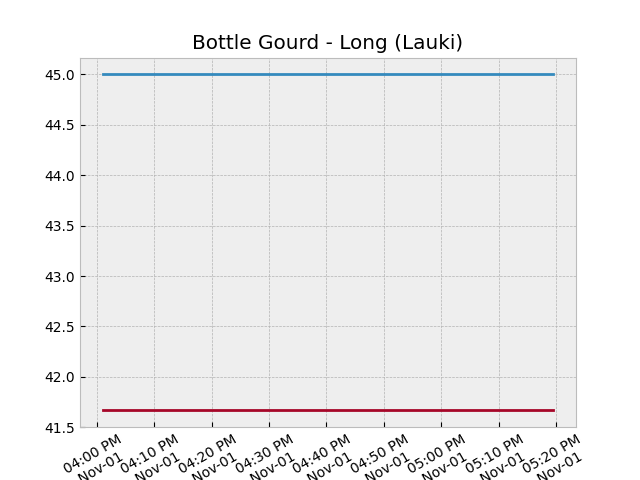 Bottle Gourd - Long (Lauki)
45.0
44.5
44.0
43.5
43.0
42.5
42.0
41.5
04:00 PM
Nov-01
04:10 PM
Nov-01
04:20 PM
Nov-01
04:30 PM
Nov-01
04:40 PM
Nov-01
04:50 PM
Nov-01
05:00 PM
Nov-01
05:10 PM
Nov-01
05:20 PM
Nov-01